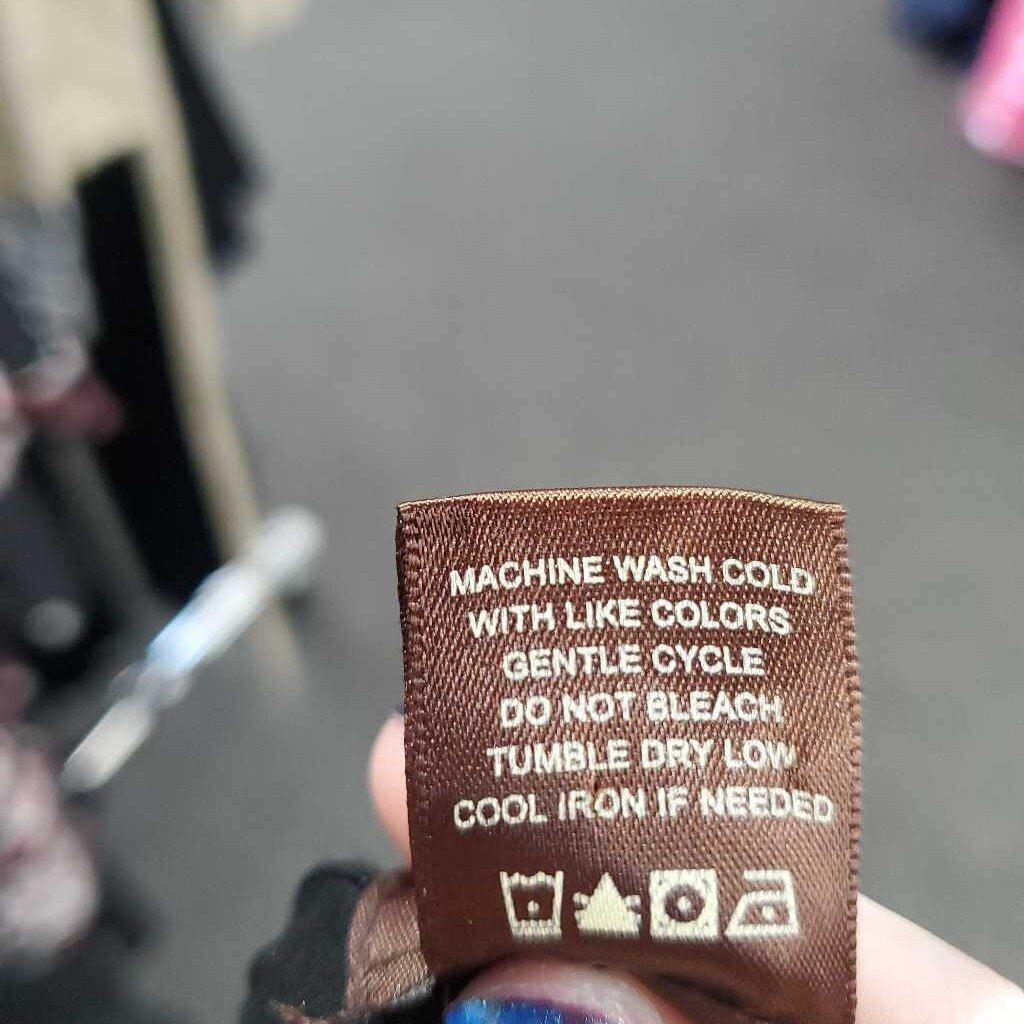 MACHINE WASH COLD
WITH LIKE COLORS
GENTLE CYCLE
DO NOT BLEACH
TUMBLE DRY LOW
COOL IRON IF NEEDED